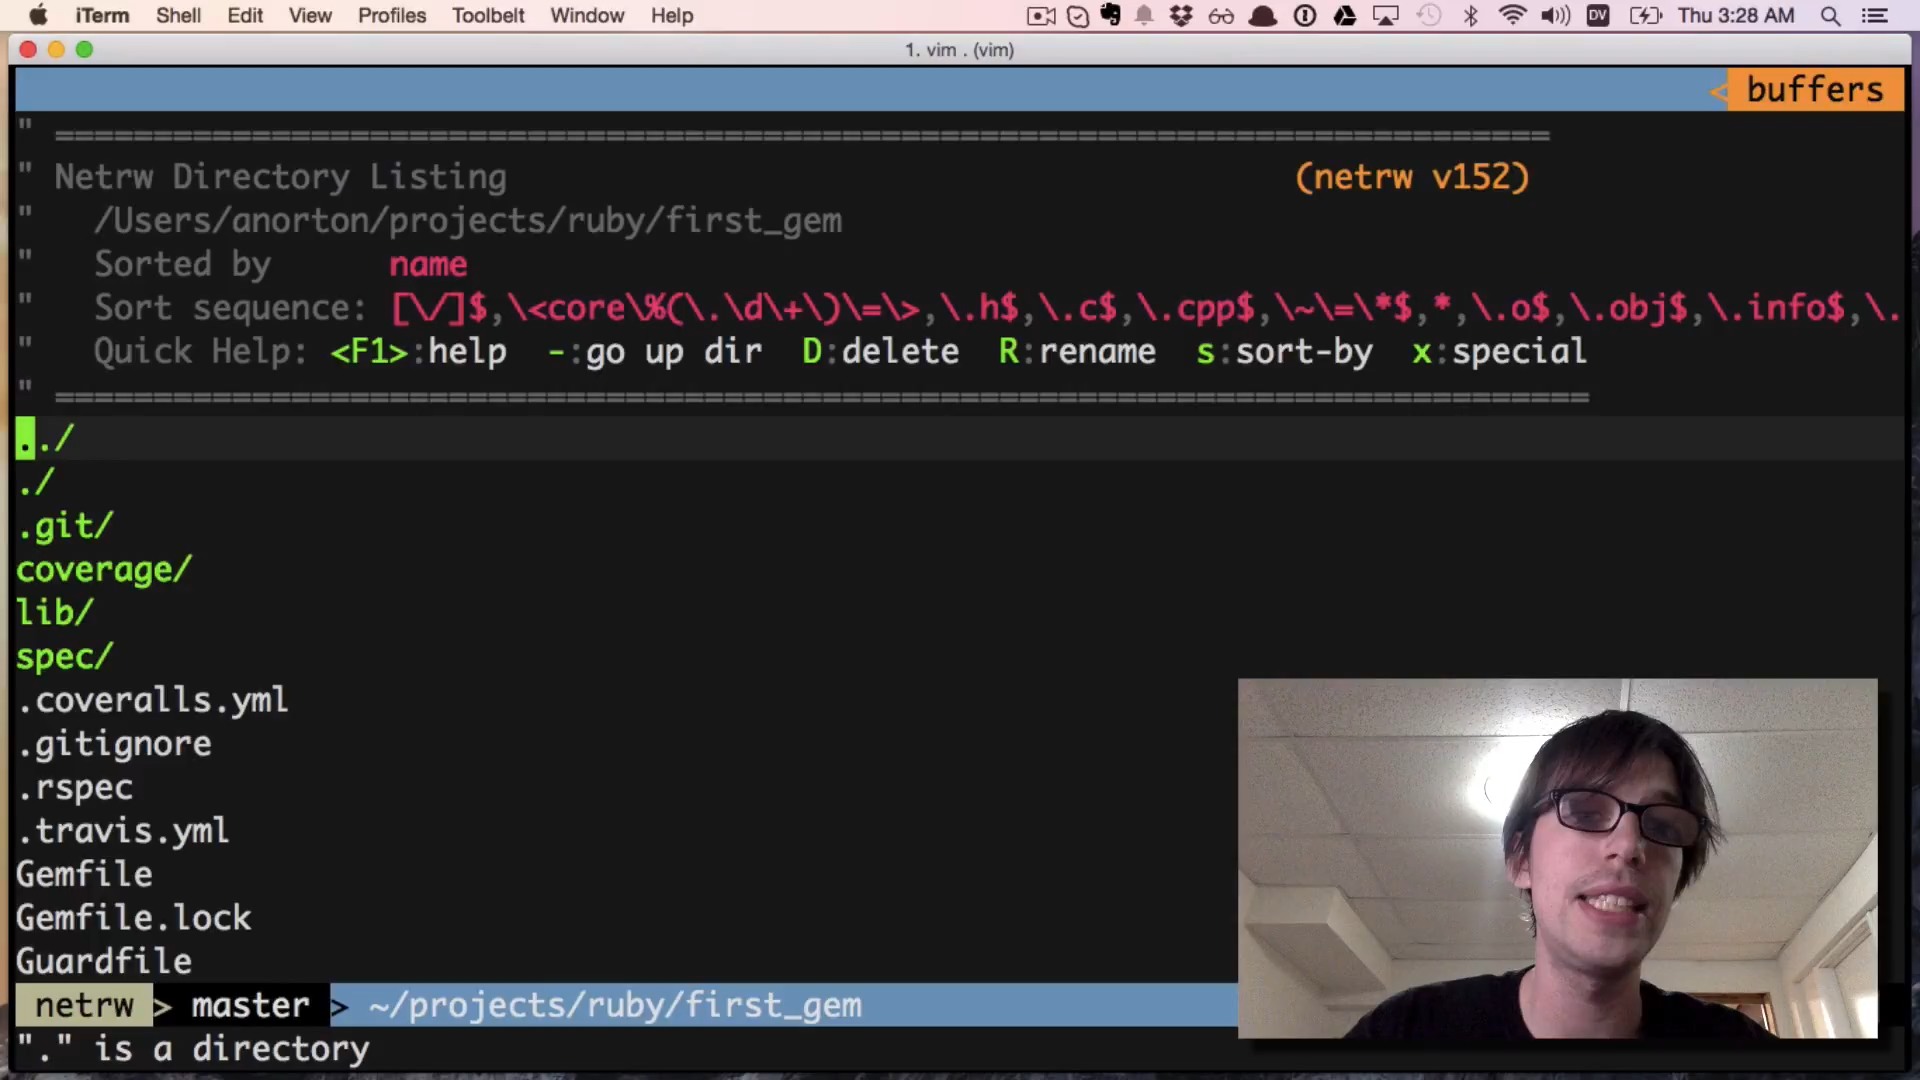 iTerm Shell Edit View Profiles Toolbelt Window Help DV Thu 3:28 AM
1. vim . (vim)
< buffers
" ============================================================================
" Netrw Directory Listing (netrw v152)
" /Users/anorton/projects/ruby/first_gem
" Sorted by name
" Sort sequence: [\/]$,\<core\%(\.\d\+\)\=\>,\.h$,\.c$,\.cpp$,\~\=\*$,*,\.o$,\.obj$,\.info$,\.
" Quick Help: <F1>:help -:go up dir D:delete R:rename s:sort-by x:special
" ==============================================================================
../
./
.git/
coverage/
lib/
spec/
.coveralls.yml
.gitignore
.rspec
.travis.yml
Gemfile
Gemfile.lock
Guardfile
netrw > master > ~/projects/ruby/first_gem
"." is a directory